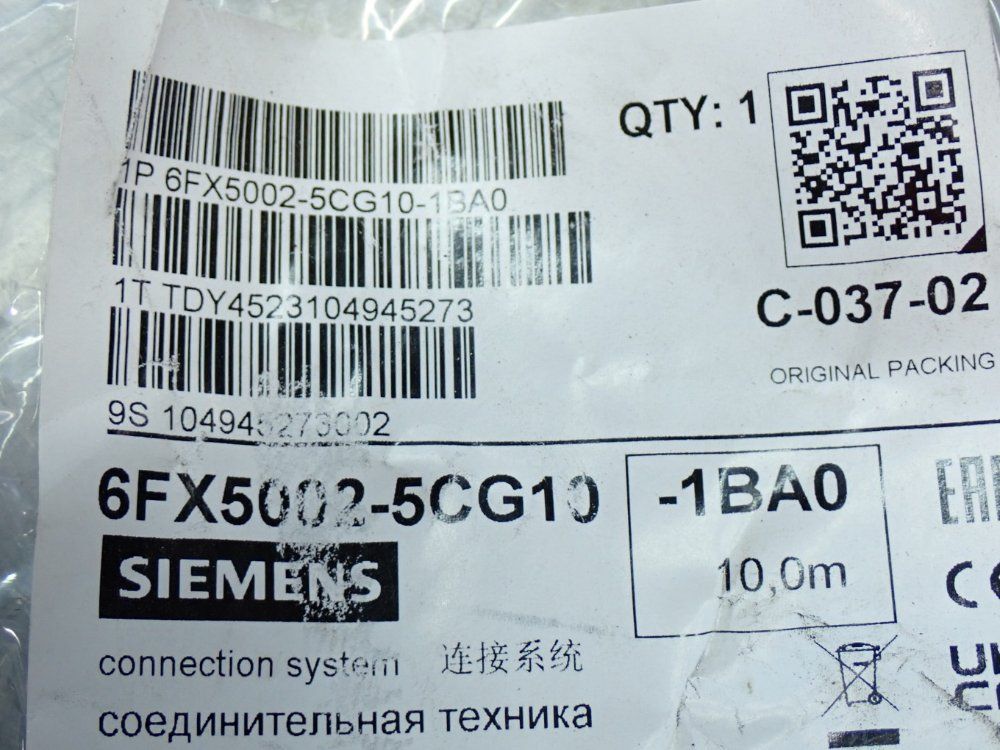 QTY: 1
1P 6FX5002-5CG10-1BA0
1T TDY4523104945273
C-037-02
ORIGINAL PACKING
9S 104945273002
6FX5002-5CG10 -1BA0
SIEMENS
10,0m
connection system 连接系统
соединительная техника